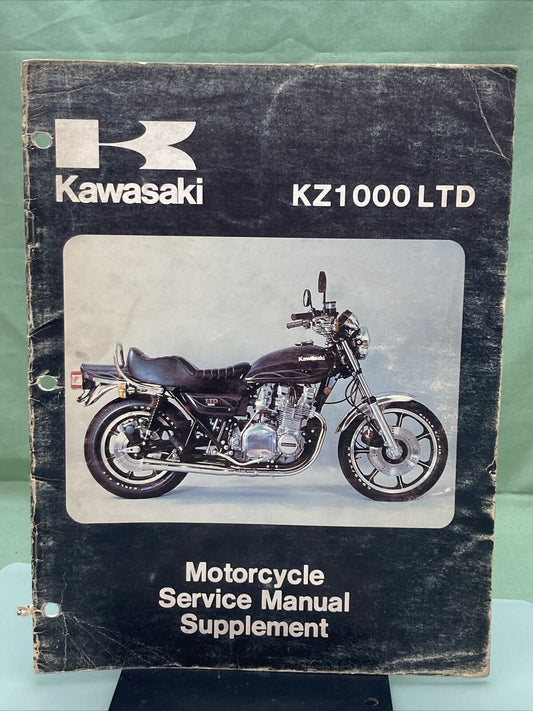 Kawasaki
KZ1000 LTD
Kawasaki
LTD
Motorcycle
Service Manual
Supplement